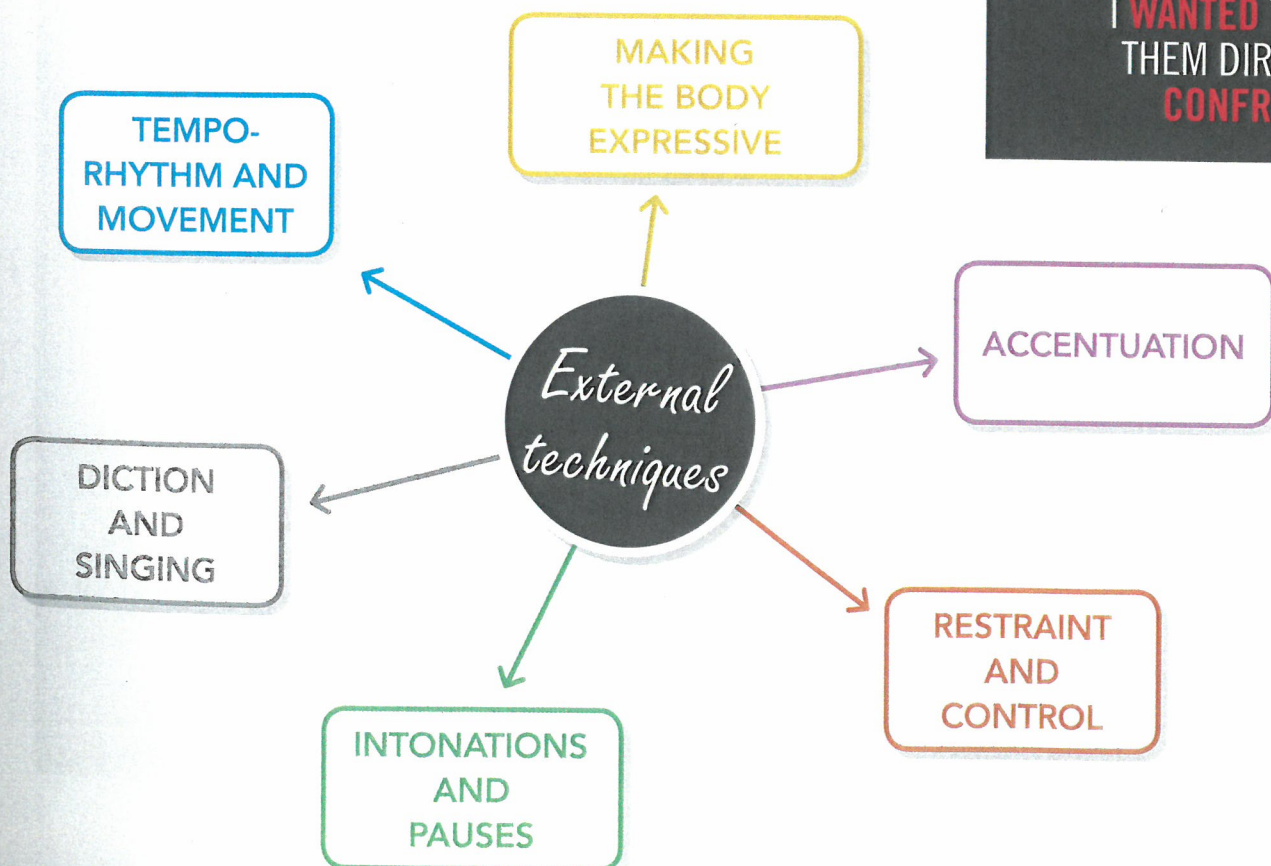 WANTED
THEM DIR
CONFR
MAKING
THE BODY
EXPRESSIVE
TEMPO-
RHYTHM AND
MOVEMENT
ACCENTUATION
External
techniques
DICTION
AND
SINGING
RESTRAINT
AND
CONTROL
INTONATIONS
AND
PAUSES